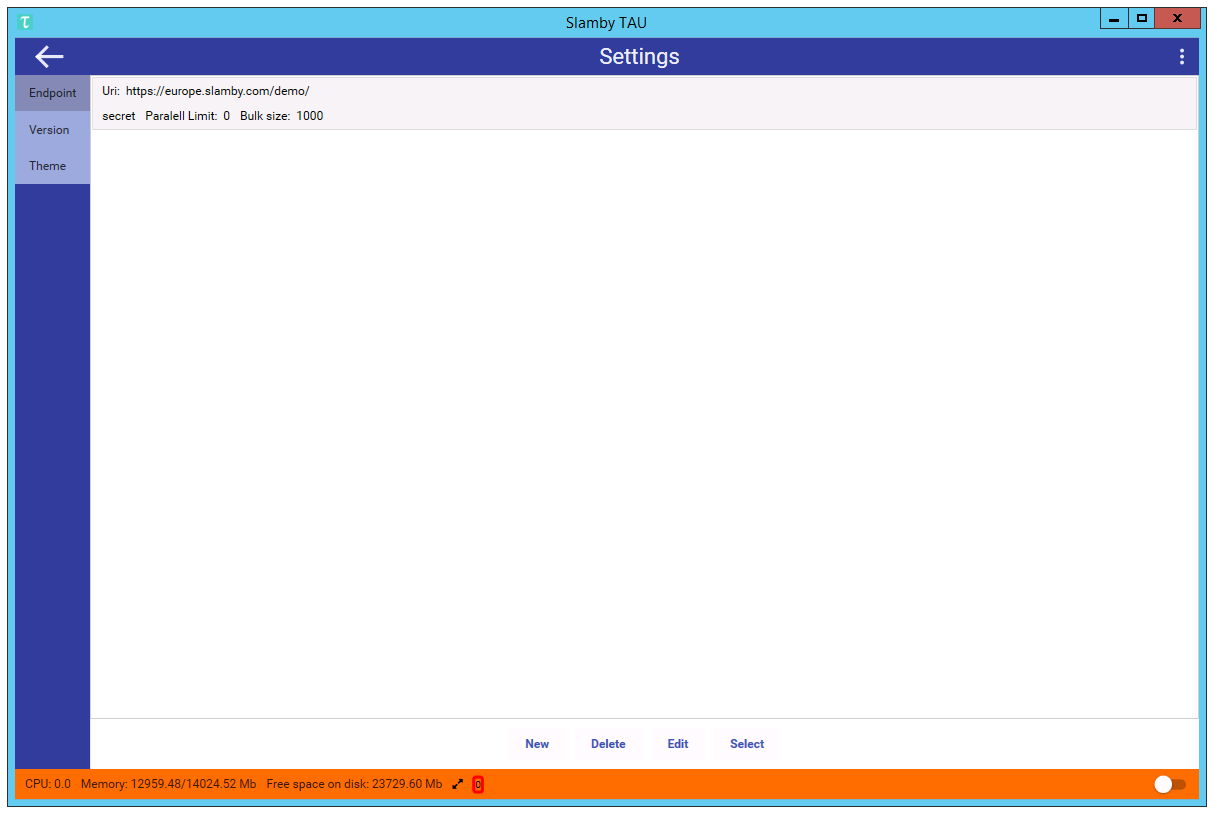 τ Slamby TAU
Settings
Endpoint
Version
Theme
Uri: https://europe.slamby.com/demo/
secret Paralell Limit: 0 Bulk size: 1000
New Delete Edit Select
CPU: 0.0 Memory: 12959.48/14024.52 Mb Free space on disk: 23729.60 Mb 0